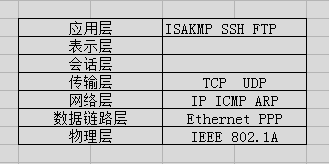 应用层 ISAKMP SSH FTP
表示层
会话层
传输层 TCP UDP
网络层 IP ICMP ARP
数据链路层 Ethernet PPP
物理层 IEEE 802.1A